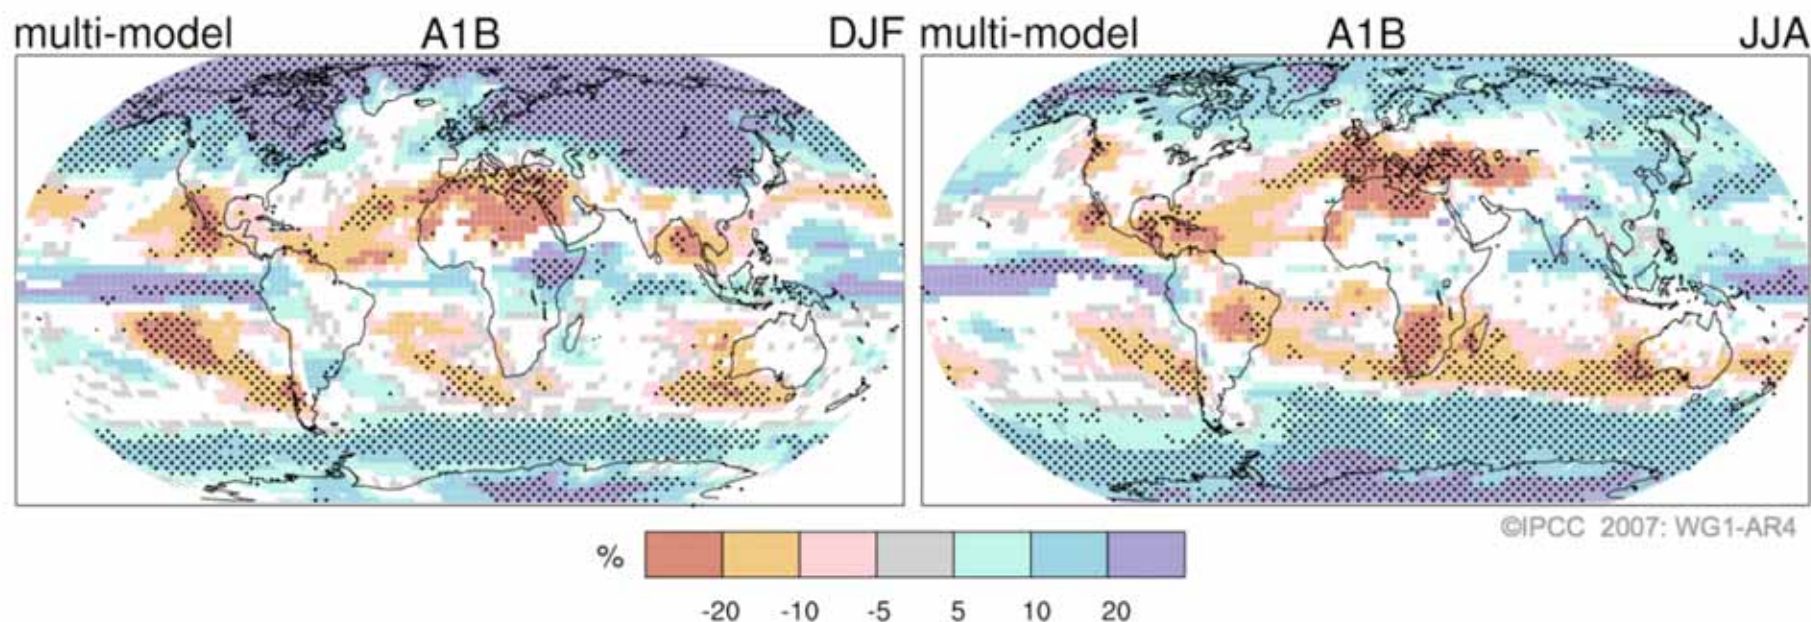 multi-model A1B DJF
multi-model A1B JJA
©IPCC 2007: WG1-AR4
%
-20 -10 -5 5 10 20